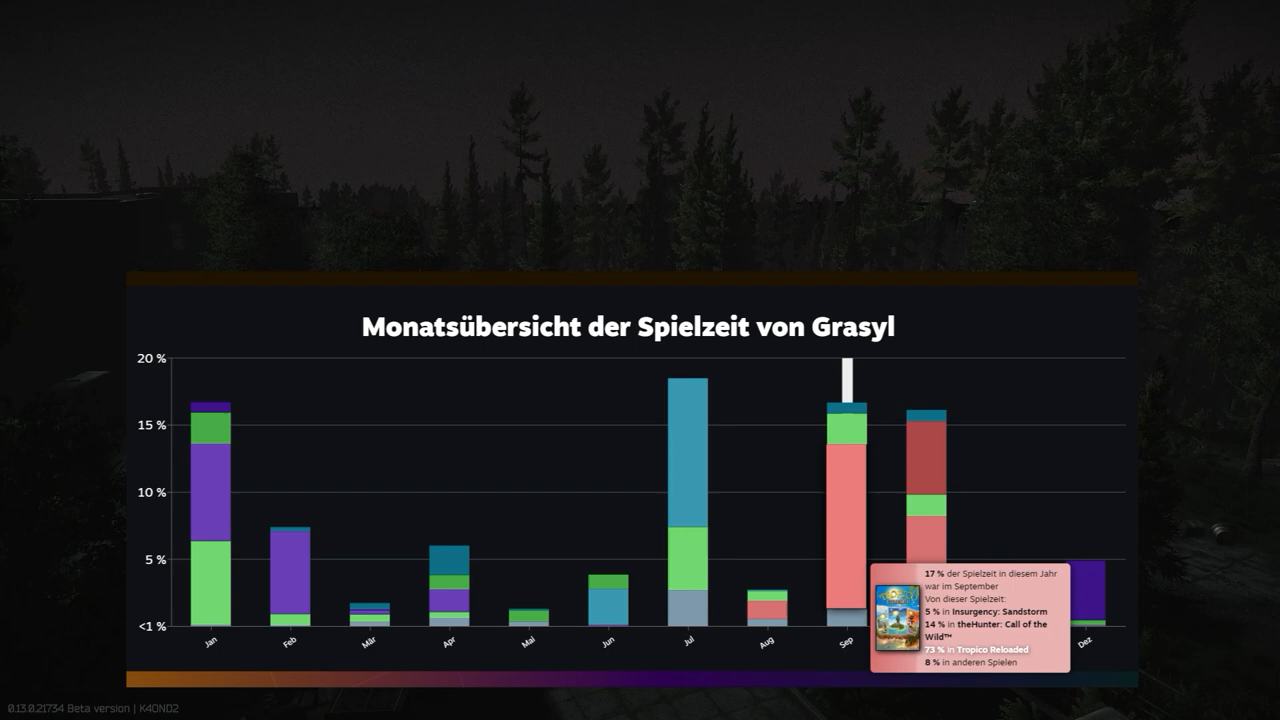 Monatsübersicht der Spielzeit von Grasyl
20 %
15 %
10 %
5 %
<1 %
Jan
Feb
Mär
Apr
Mai
Jun
Jul
Aug
Sep
Dez
17 % der Spielzeit in diesem Jahr
war im September
Von dieser Spielzeit:
5 % in Insurgency: Sandstorm
14 % in theHunter: Call of the
Wild™
73 % in Tropico Reloaded
8 % in anderen Spielen
0.13.0.21734 Beta version | K40ND2